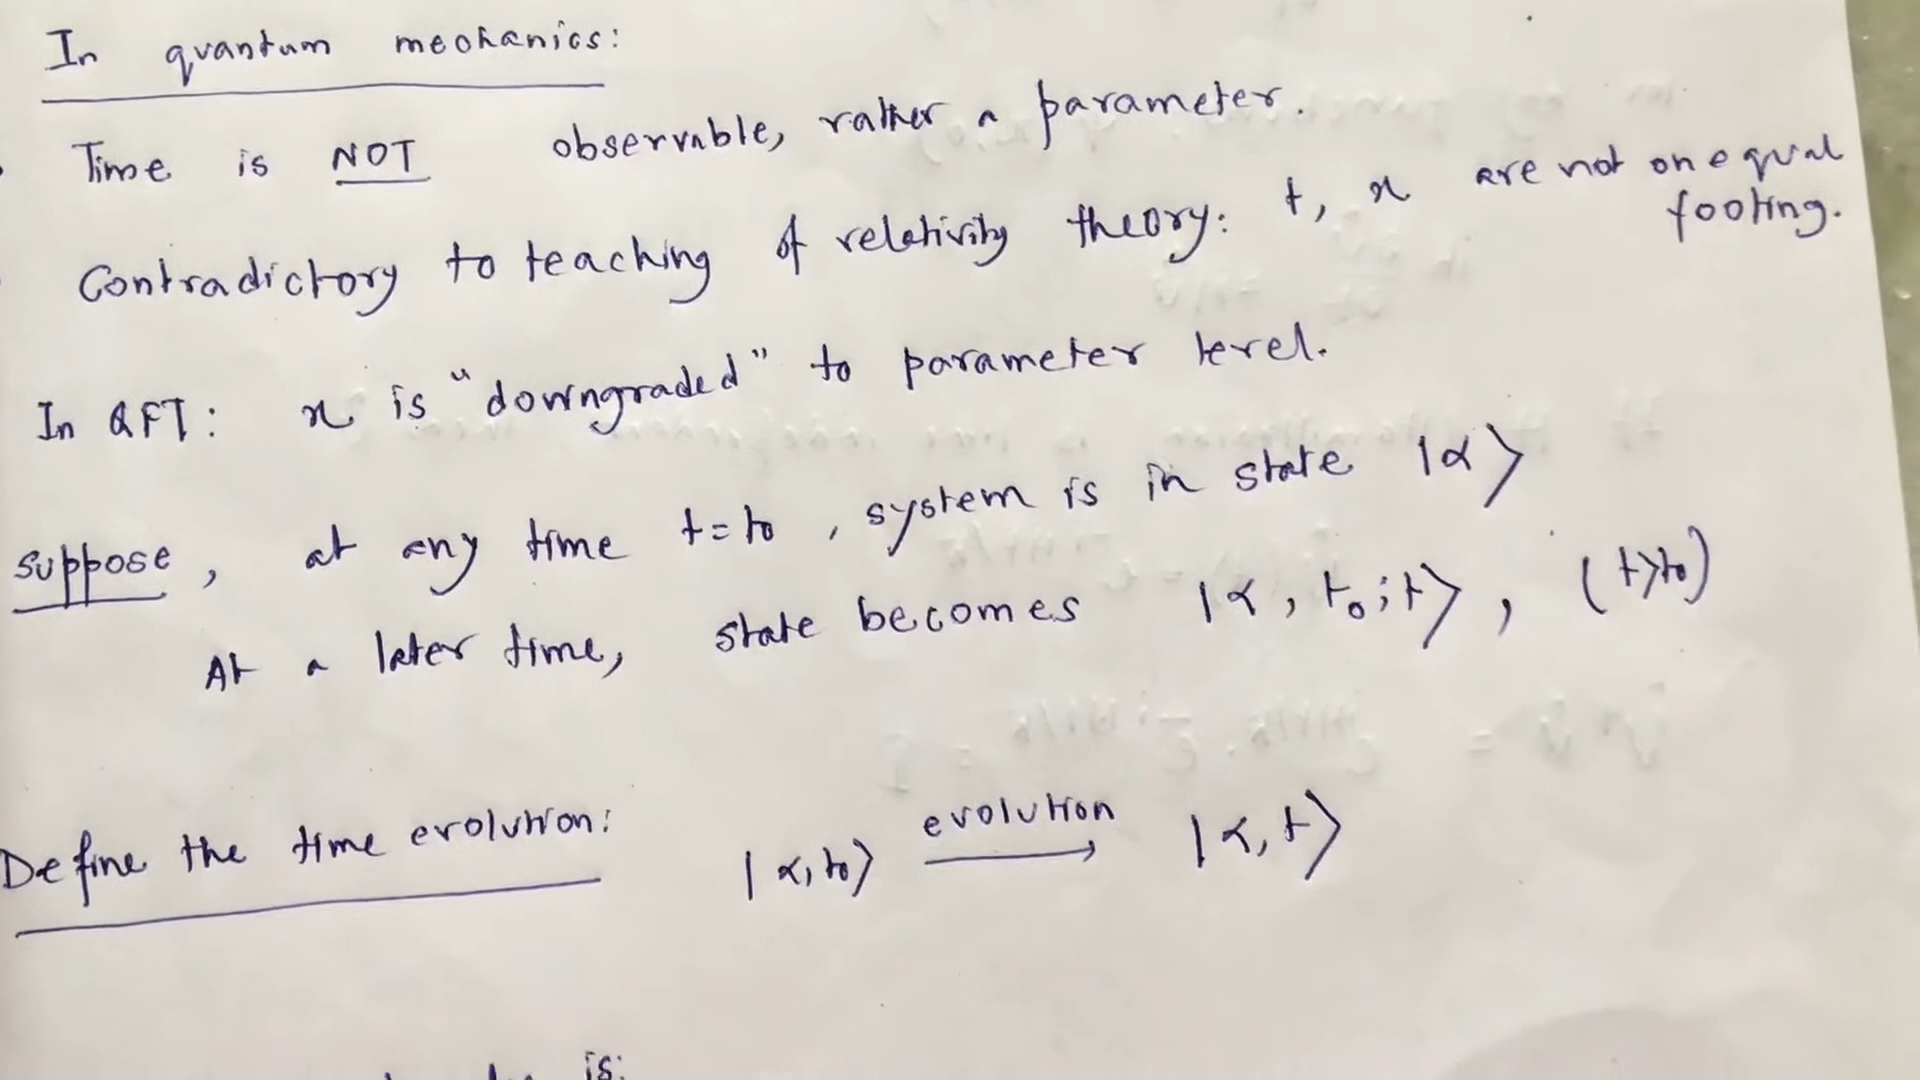 In quantum mechanics:
Time is NOT observable, rather a parameter.
Contradictory to teaching of relativity theory: t, x are not on equal footing.
In QFT: x is "downgraded" to parameter level.
Suppose, at any time t=t₀, system is in state |α⟩
At a later time, state becomes |α, t₀;t⟩, (t>t₀)
Define the time evolution: |α,t₀⟩ evolution → |α,t⟩
is: